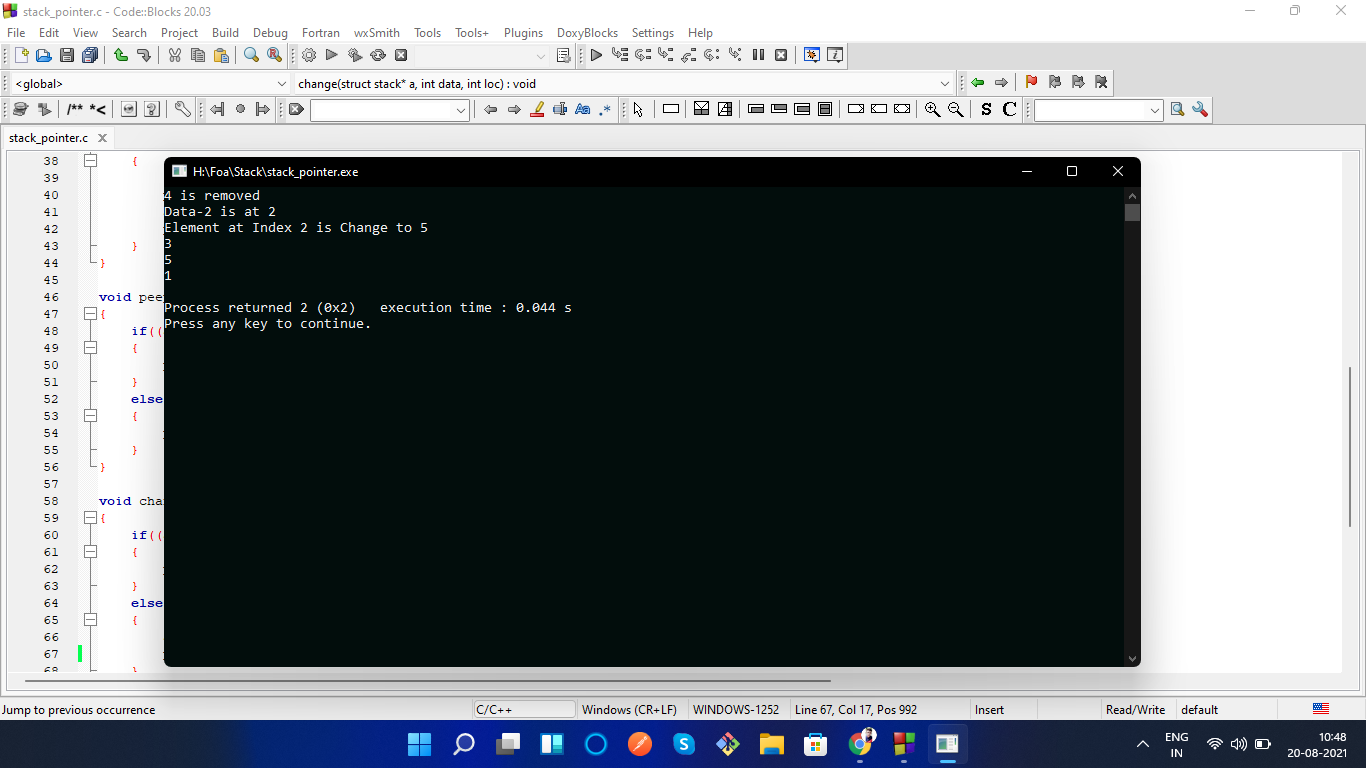 stack_pointer.c - Code::Blocks 20.03
File Edit View Search Project Build Debug Fortran wxSmith Tools Tools+ Plugins DoxyBlocks Settings Help
<global> change(struct stack* a, int data, int loc) : void
/** *< S C
stack_pointer.c
H:\Foa\Stack\stack_pointer.exe
4 is removed
Data-2 is at 2
Element at Index 2 is Change to 5
3
5
1
Process returned 2 (0x2)   execution time : 0.044 s
Press any key to continue.
38 {
39
40
41
42
43 }
44 }
45
46 void pee
47 {
48 if((
49 {
50
51 }
52 else
53 {
54
55 }
56 }
57
58 void cha
59 {
60 if((
61 {
62
63 }
64 else
65 {
66
67
68 }
Jump to previous occurrence C/C++ Windows (CR+LF) WINDOWS-1252 Line 67, Col 17, Pos 992 Insert Read/Write default
ENG
IN
10:48
20-08-2021